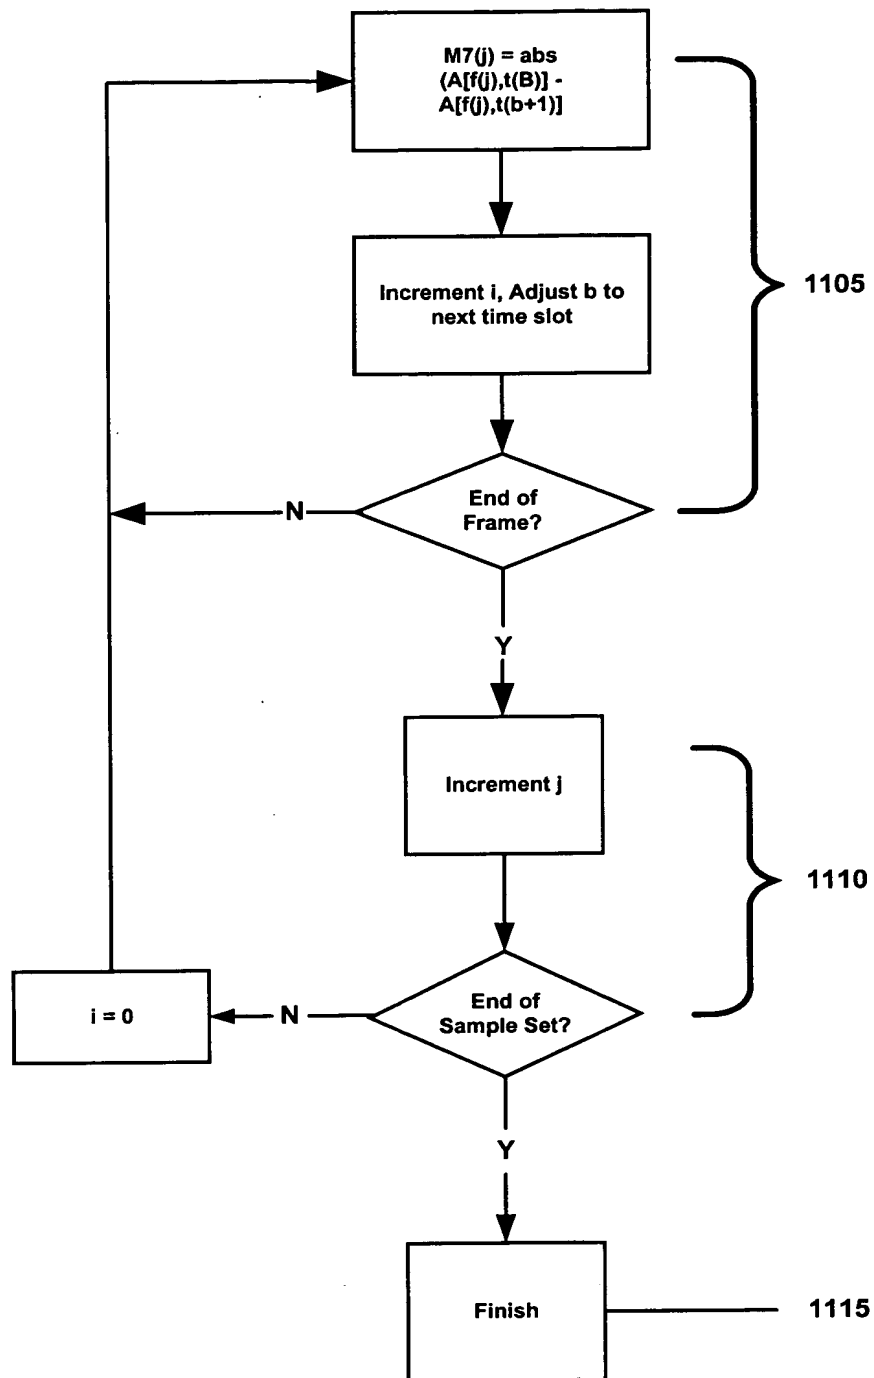 M7(j) = abs
(A[f(j),t(B)] -
A[f(j),t(b+1)]
1105
Increment i, Adjust b to
next time slot
End of
Frame?
N
Y
Increment j
1110
End of
Sample Set?
N
i = 0
Y
Finish
1115